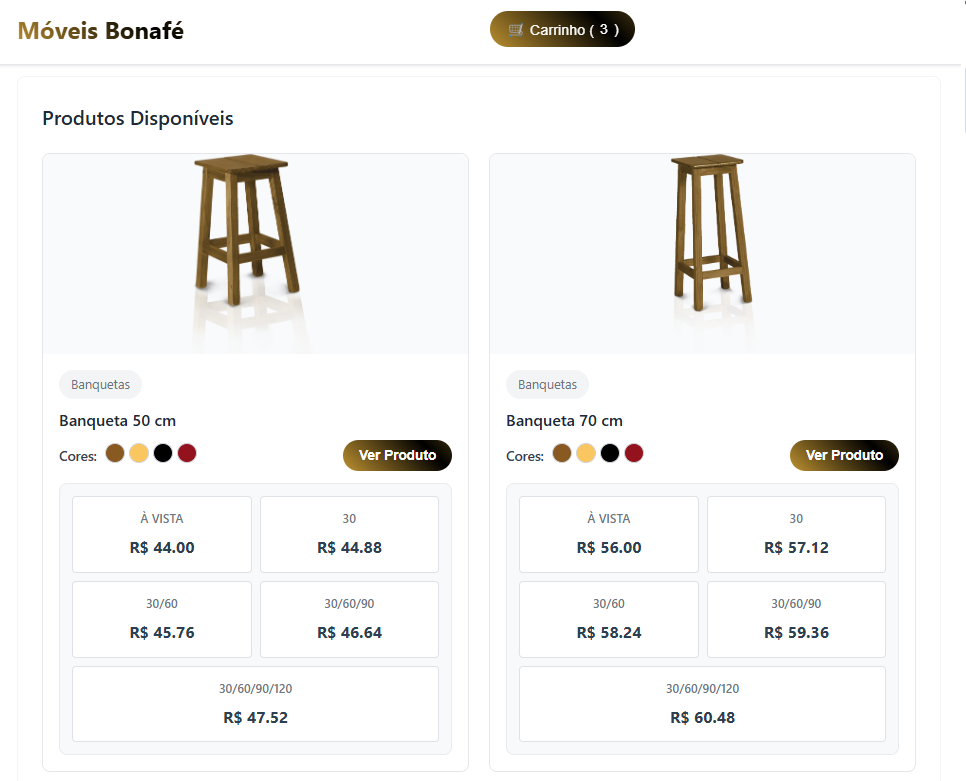 Móveis Bonafé
🛒 Carrinho ( 3 )
Produtos Disponíveis
Banquetas
Banqueta 50 cm
Cores:
Ver Produto
À VISTA
R$ 44.00
30
R$ 44.88
30/60
R$ 45.76
30/60/90
R$ 46.64
30/60/90/120
R$ 47.52
Banquetas
Banqueta 70 cm
Cores:
Ver Produto
À VISTA
R$ 56.00
30
R$ 57.12
30/60
R$ 58.24
30/60/90
R$ 59.36
30/60/90/120
R$ 60.48